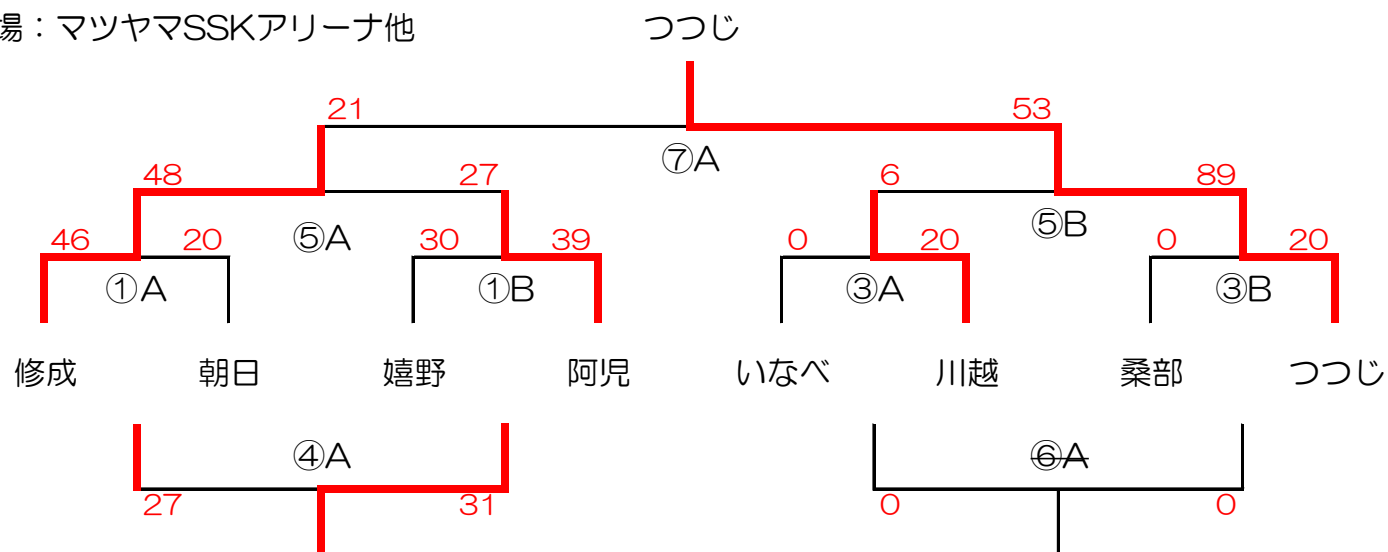 場：マツヤマSSKアリーナ他
つつじ
21 53
⑦A
48 27 6 89
⑤A ⑤B
46 20 30 39 0 20 0 20
①A ①B ③A ③B
修成 朝日 嬉野 阿児 いなべ 川越 桑部 つつじ
④A ⑥A
27 31 0 0